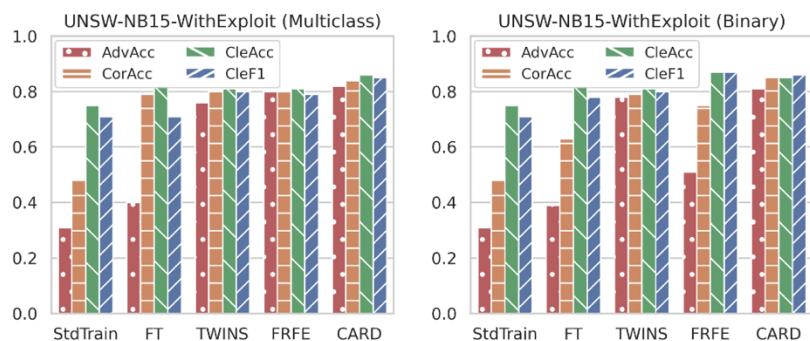 UNSW-NB15-WithExploit (Multiclass)
1.0
0.8
0.6
0.4
0.2
0.0
AdvAcc CleAcc
CorAcc CleF1
StdTrain FT TWINS FRFE CARD
UNSW-NB15-WithExploit (Binary)
1.0
0.8
0.6
0.4
0.2
0.0
AdvAcc CleAcc
CorAcc CleF1
StdTrain FT TWINS FRFE CARD